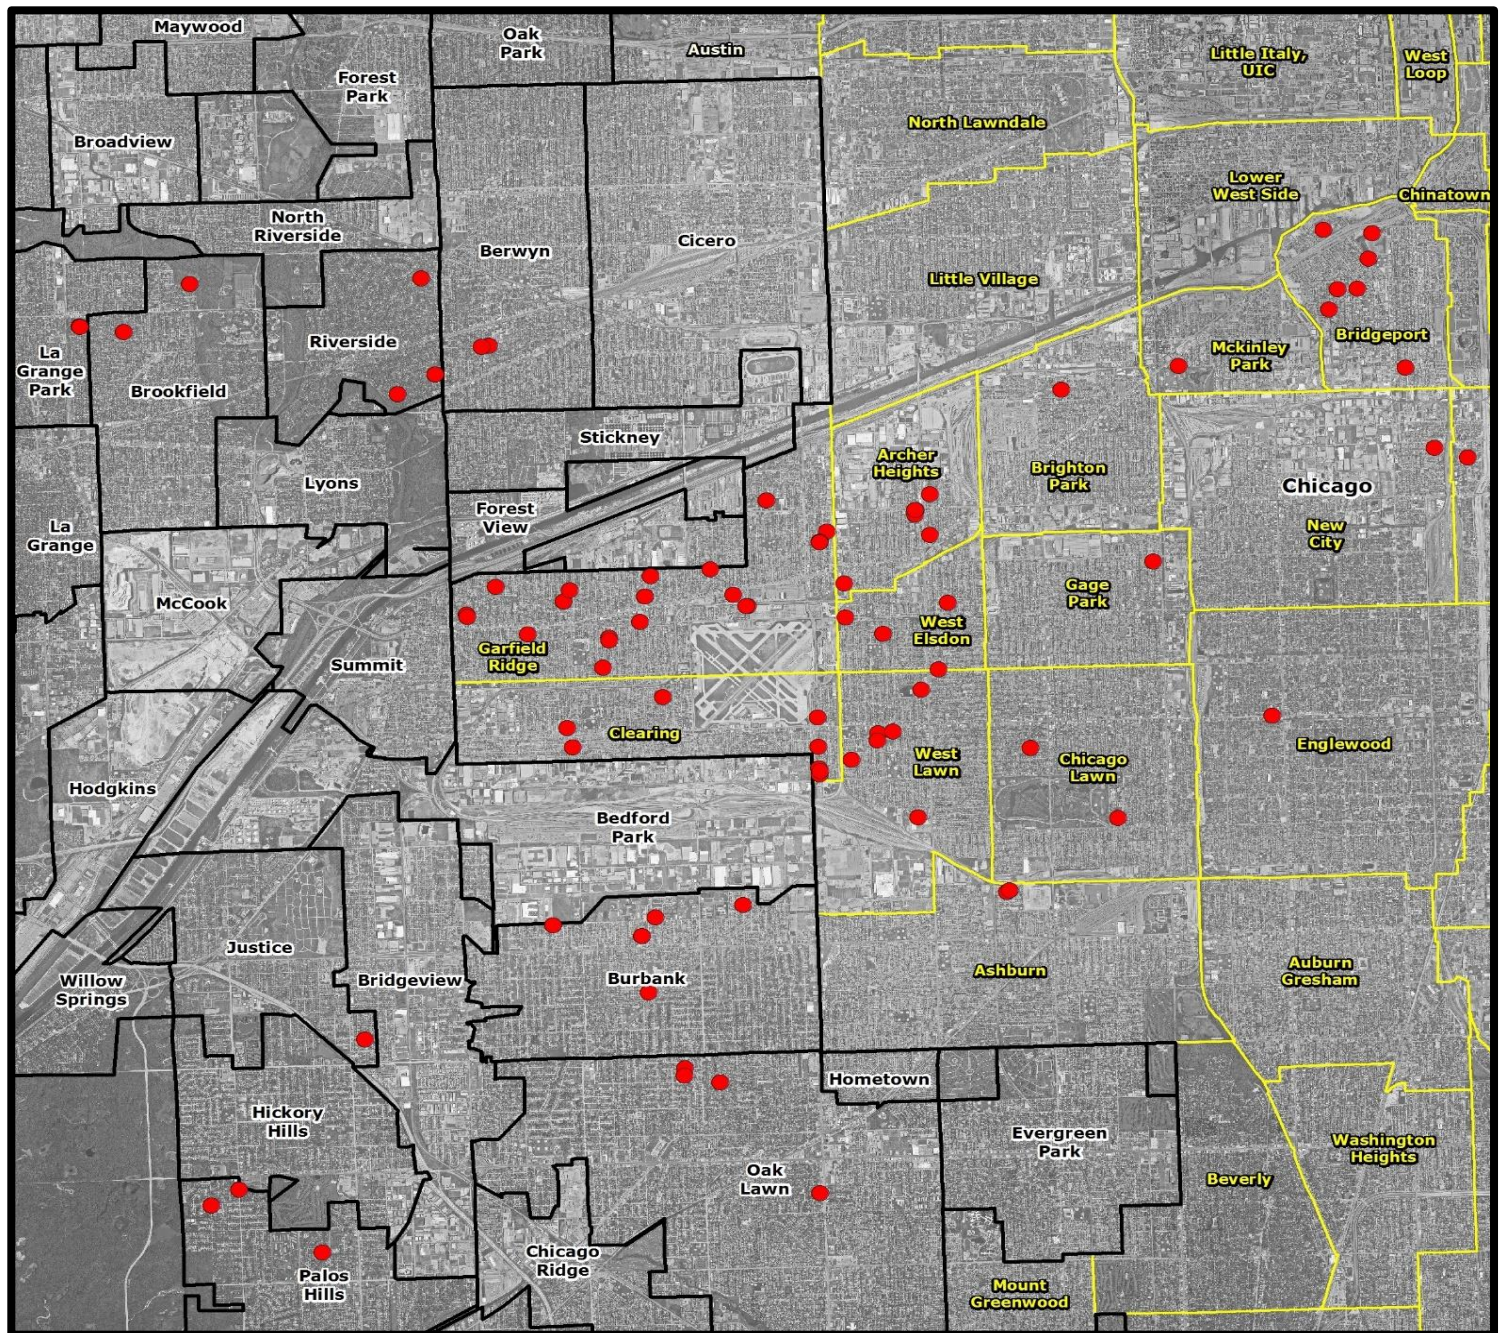 Maywood
Oak
Park
Austin
Little Italy,
UIC
West
Loop
Forest
Park
Broadview
North Lawndale
Lower
West Side
Chinatown
North
Riverside
Berwyn
Cicero
Little Village
La
Grange
Park
Brookfield
Riverside
Mckinley
Park
Bridgeport
Stickney
Archer
Heights
Brighton
Park
Chicago
Lyons
Forest
View
New
City
La
Grange
McCook
Gage
Park
West
Elsdon
Garfield
Ridge
Summit
Clearing
West
Lawn
Chicago
Lawn
Englewood
Hodgkins
Bedford
Park
Justice
Willow
Springs
Bridgeview
Burbank
Ashburn
Auburn
Gresham
Hometown
Hickory
Hills
Evergreen
Park
Washington
Heights
Oak
Lawn
Beverly
Chicago
Ridge
Palos
Hills
Mount
Greenwood